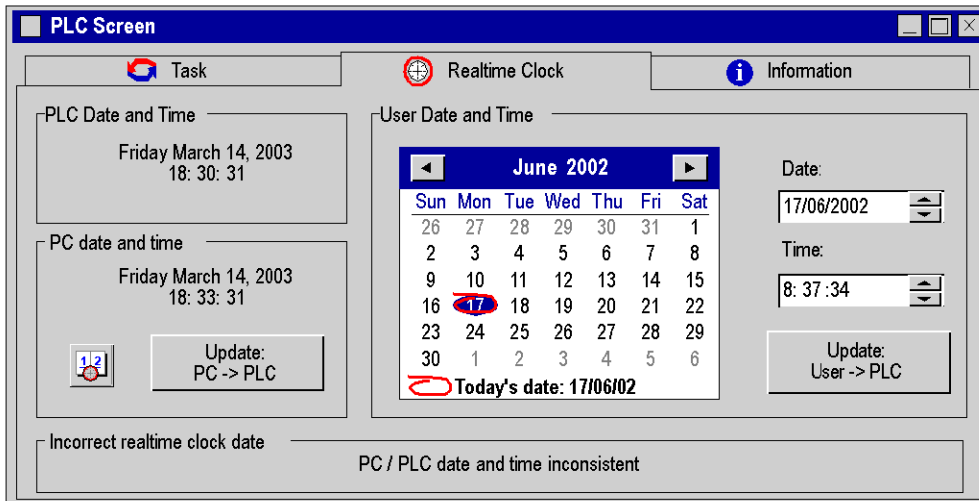 PLC Screen
Task
Realtime Clock
i
Information
PLC Date and Time
Friday March 14, 2003
18: 30: 31
PC date and time
Friday March 14, 2003
18: 33: 31
1 2
Update:
PC -> PLC
User Date and Time
June 2002
Sun Mon Tue Wed Thu Fri Sat
26 27 28 29 30 31 1
2 3 4 5 6 7 8
9 10 11 12 13 14 15
16 17 18 19 20 21 22
23 24 25 26 27 28 29
30 1 2 3 4 5 6
Today's date: 17/06/02
Date:
17/06/2002
Time:
8: 37 :34
Update:
User -> PLC
Incorrect realtime clock date
PC / PLC date and time inconsistent